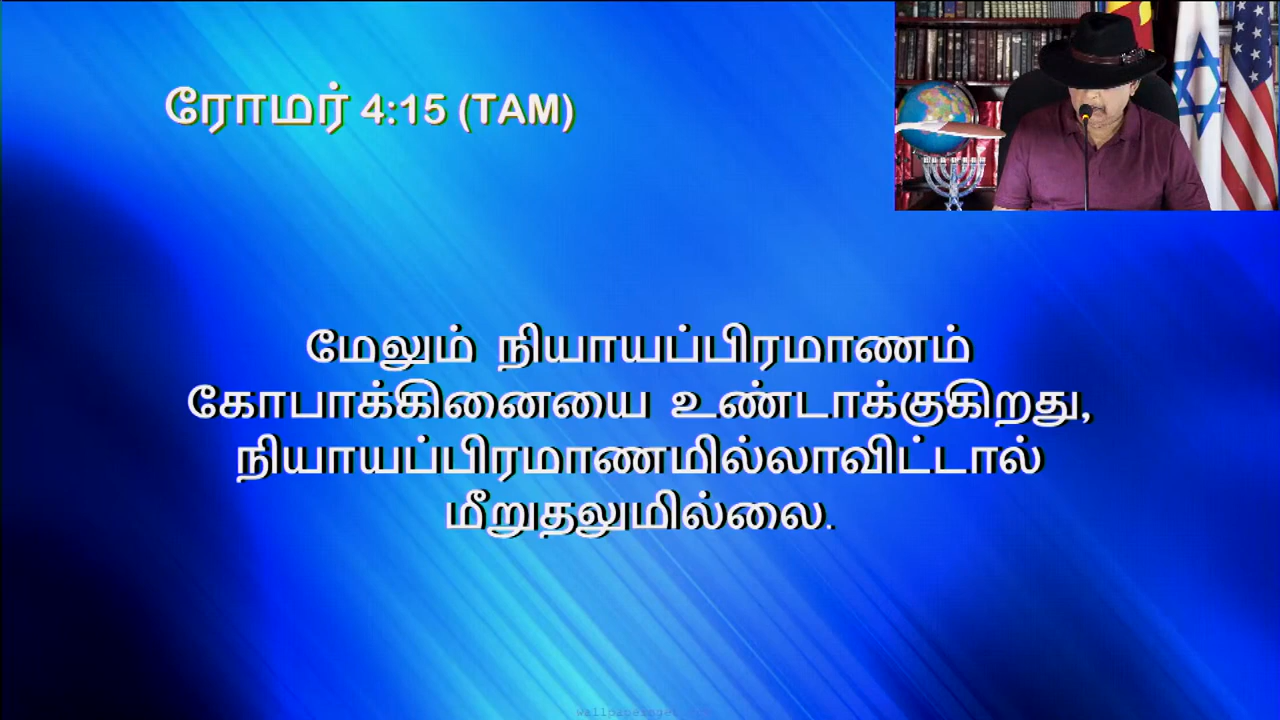 ரோமர் 4:15 (TAM)
மேலும் நியாயப்பிரமாணம்
கோபாக்கினையை உண்டாக்குகிறது,
நியாயப்பிரமாணமில்லாவிட்டால்
மீறுதலுமில்லை.